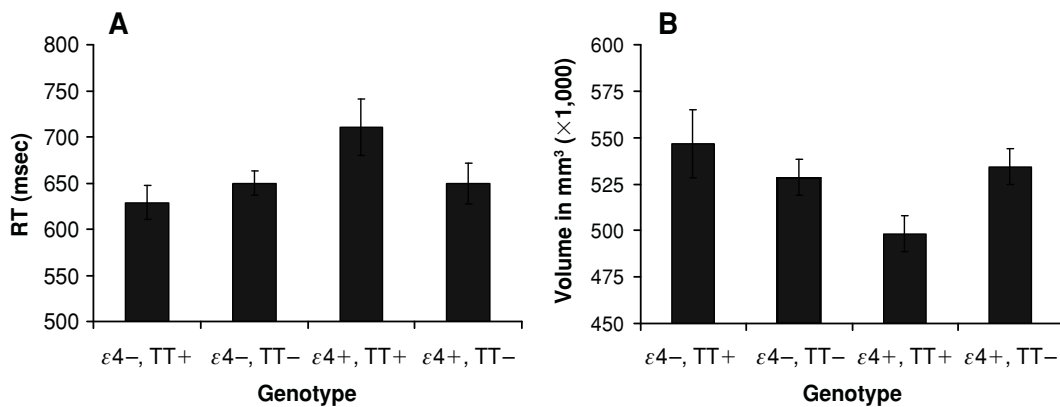 A
RT (msec)
800
750
700
650
600
550
500
ε4–, TT+
ε4–, TT–
ε4+, TT+
ε4+, TT–
Genotype
B
Volume in mm³ (×1,000)
600
575
550
525
500
475
450
ε4–, TT+
ε4–, TT–
ε4+, TT+
ε4+, TT–
Genotype